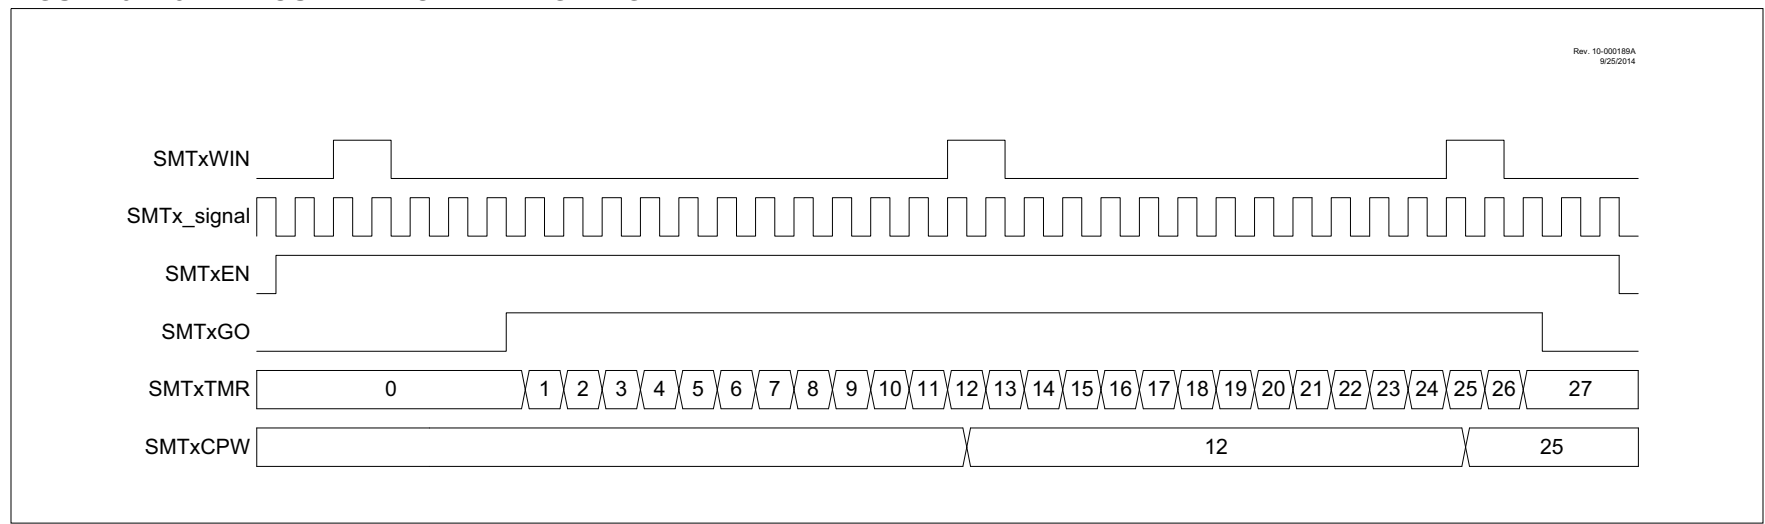 Rev. 10-000189A
9/25/2014
SMTxWIN
SMTx_signal
SMTxEN
SMTxGO
SMTxTMR 0 1 2 3 4 5 6 7 8 9 10 11 12 13 14 15 16 17 18 19 20 21 22 23 24 25 26 27
SMTxCPW 12 25